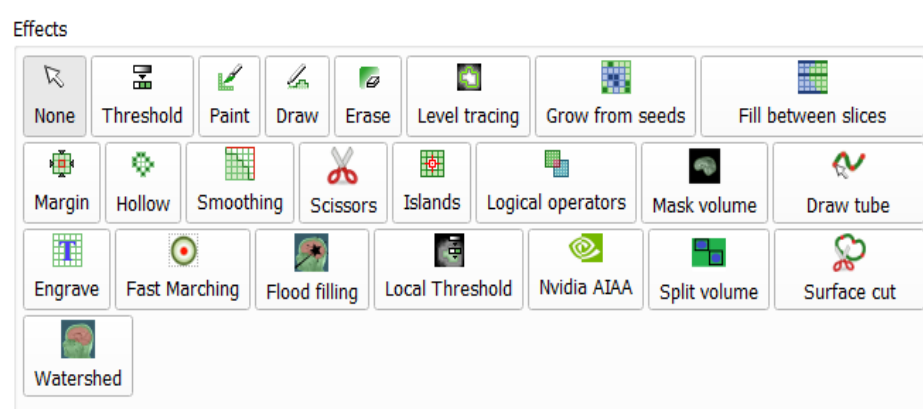 Effects
None Threshold Paint Draw Erase Level tracing Grow from seeds Fill between slices
Margin Hollow Smoothing Scissors Islands Logical operators Mask volume Draw tube
T
Engrave Fast Marching Flood filling Local Threshold Nvidia AIAA Split volume Surface cut
Watershed